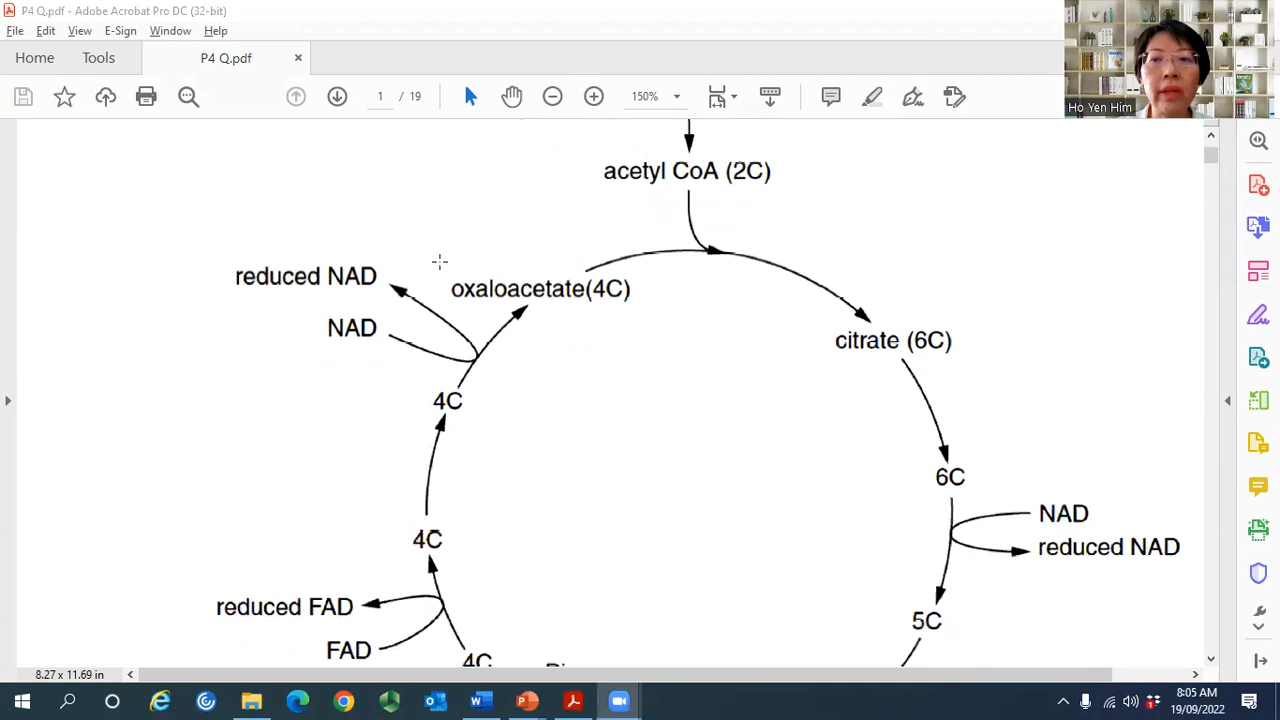 P4 Q.pdf - Adobe Acrobat Pro DC (32-bit)
File Edit View E-Sign Window Help
Home Tools P4 Q.pdf ×
1 / 19 150%
Ho Yen Him
acetyl CoA (2C)
reduced NAD
oxaloacetate(4C)
NAD
citrate (6C)
4C
6C
NAD
4C
reduced NAD
reduced FAD
5C
FAD
4C
8.27 x 11.69 in
8:05 AM
19/09/2022